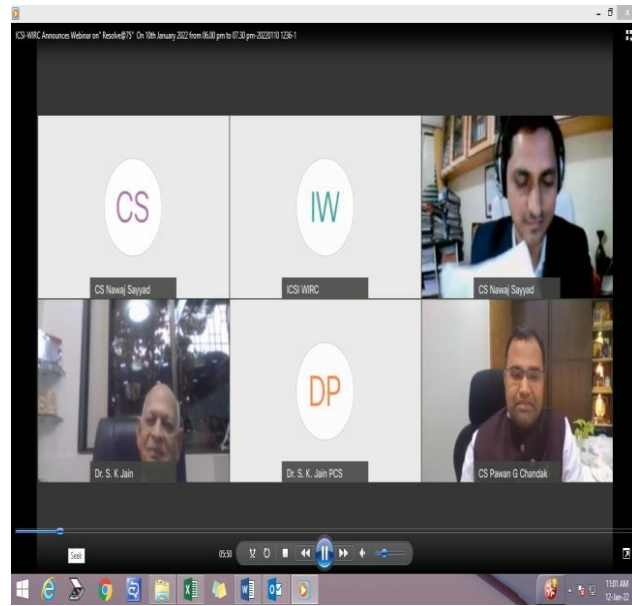 ICSI-WIRC Announces Webinar on" Resolve@75" On 10th January 2022 from 06.00 pm to 07.30 pm-20220110 1236-1
CS
CS Nawaj Sayyad
IW
ICSI WIRC
CS Nawaj Sayyad
Dr. S. K Jain
DP
Dr. S. K. Jain PCS
CS Pawan G Chandak
Seek
05:50
11:01 AM
12-Jan-22